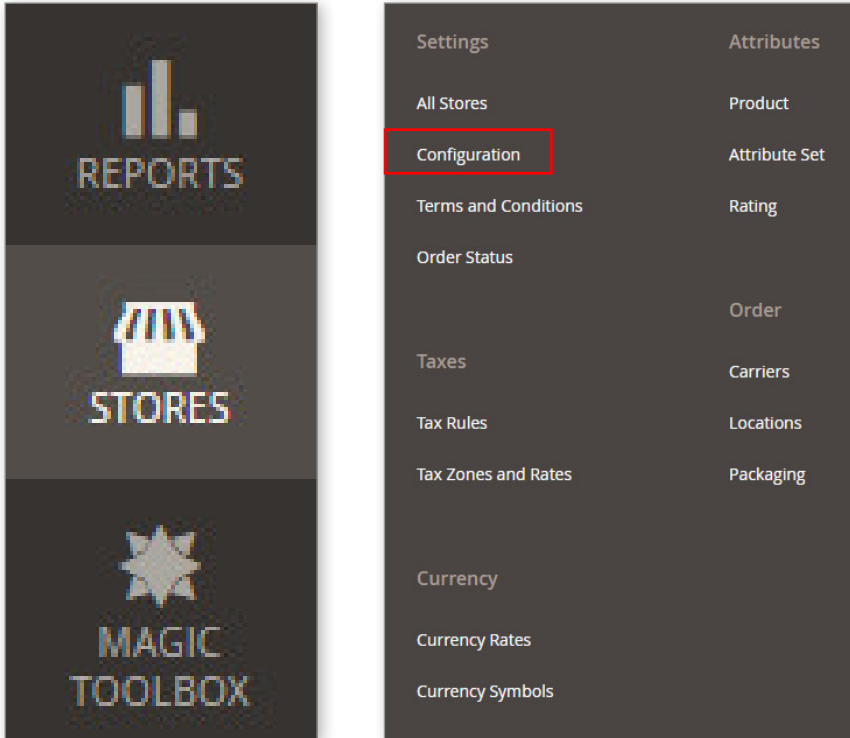 REPORTS
STORES
MAGIC
TOOLBOX
Settings
All Stores
Configuration
Terms and Conditions
Order Status
Taxes
Tax Rules
Tax Zones and Rates
Currency
Currency Rates
Currency Symbols
Attributes
Product
Attribute Set
Rating
Order
Carriers
Locations
Packaging